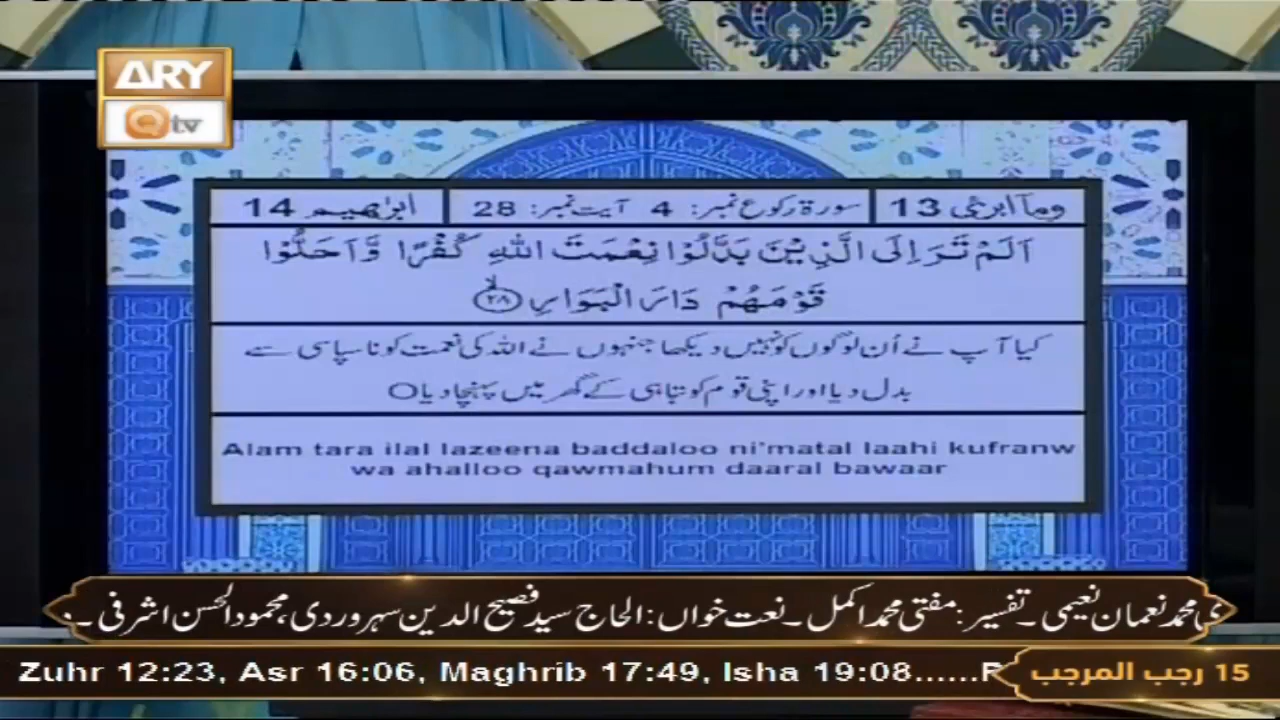 ARY
Qtv
وما ابرئ 13
سورۃ رکوع نمبر: 4 آیت نمبر: 28
ابرٰھیم 14
اَلَمْ تَرَ اِلَی الَّذِیْنَ بَدَّلُوْا نِعْمَتَ اللّٰهِ كُفْرًا وَّاَحَلُّوْا
قَوْمَهُمْ دَارَ الْبَوَارِ ۙ﴿۲۸﴾
کیا آپ نے اُن لوگوں کو نہیں دیکھا جنہوں نے اللہ کی نعمت کو ناسپاسی سے
بدل دیا اور اپنی قوم کو تباہی کے گھر میں پہنچا دیا○
Alam tara ilal lazeena baddaloo ni'matal laahi kufranw
wa ahalloo qawmahum daaral bawaar
محمد نعمان نعیمی ۔ تفسیر : مفتی محمد اکمل ۔ نعت خواں : الحاج سید فصیح الدین سہروردی، محمود الحسن اشرفی ۔
Zuhr 12:23, Asr 16:06, Maghrib 17:49, Isha 19:08......
15 رجب المرجب